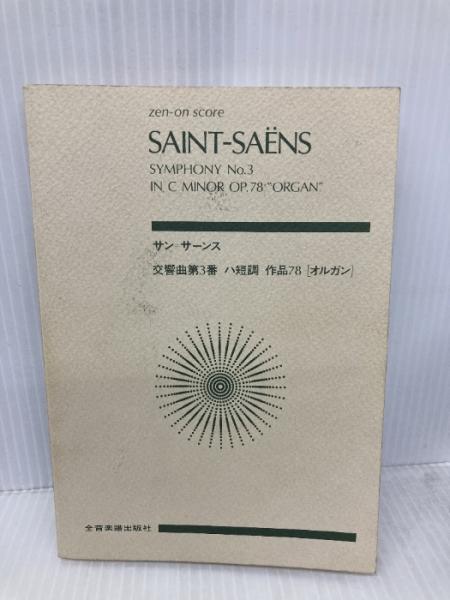 zen-on score
SAINT-SAËNS
SYMPHONY No.3
IN C MINOR OP.78 "ORGAN"
サン=サーンス
交響曲第3番 ハ短調 作品78 [オルガン]
全音楽譜出版社